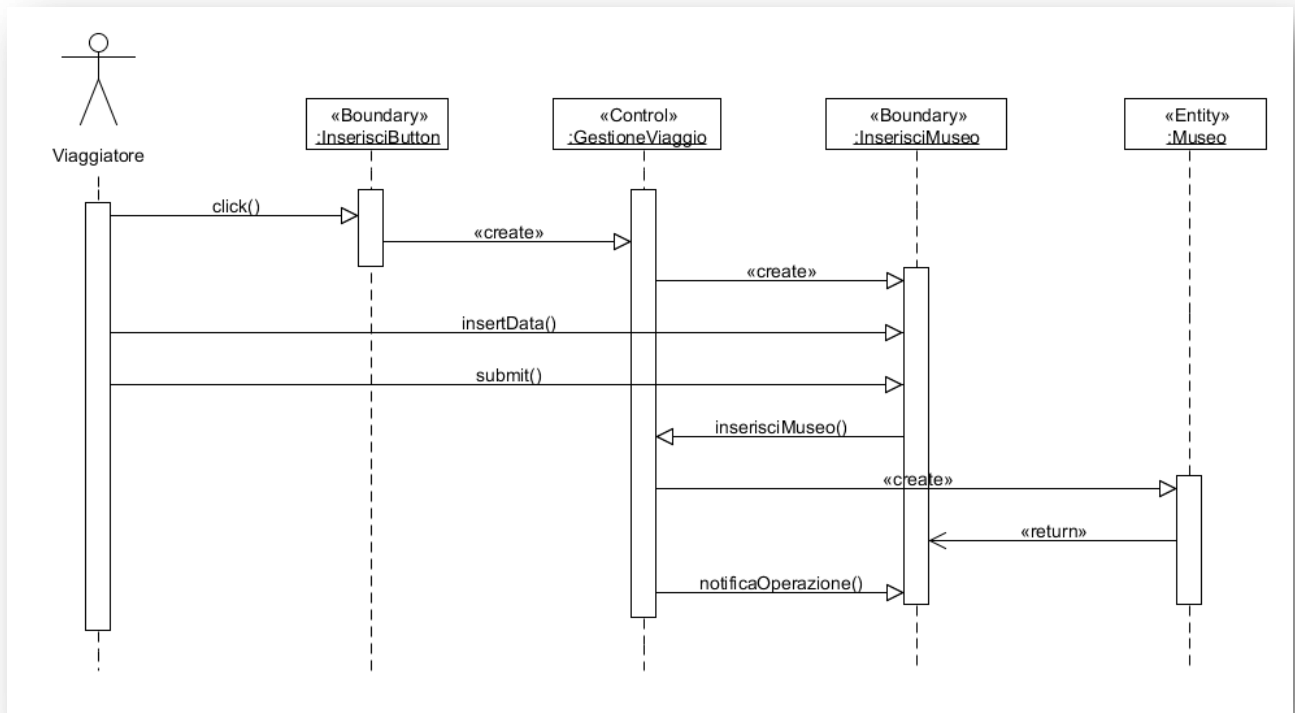 «Boundary»
:InserisciButton
«Control»
:GestioneViaggio
«Boundary»
:InserisciMuseo
«Entity»
:Museo
Viaggiatore
click()
«create»
«create»
insertData()
submit()
inserisciMuseo()
«create»
«return»
notificaOperazione()